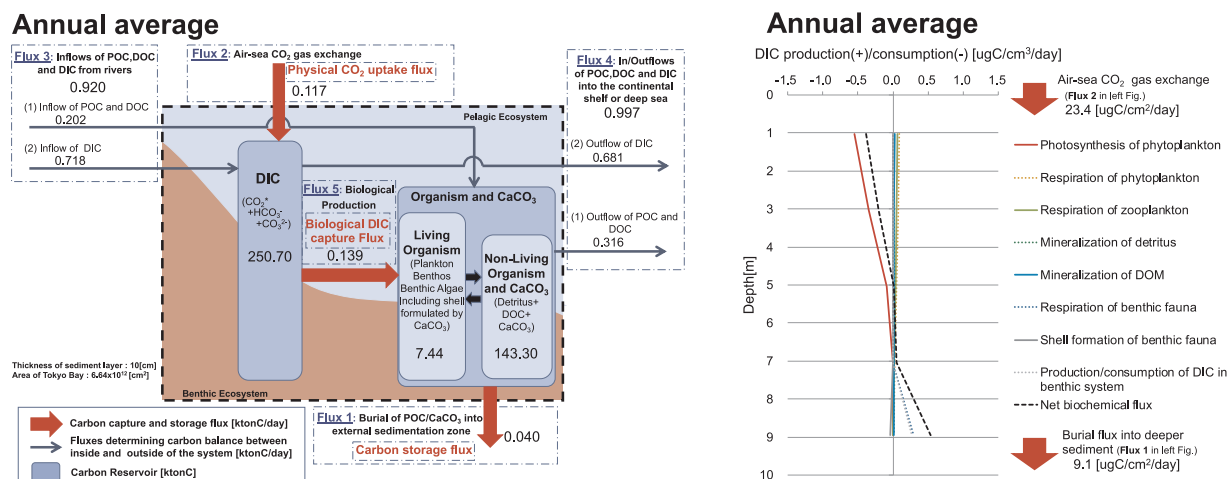 Annual average
Flux 3: Inflows of POC,DOC
and DIC from rivers
0.920
(1) Inflow of POC and DOC
0.202
(2) Inflow of DIC
0.718
Flux 2: Air-sea CO2 gas exchange
Physical CO2 uptake flux
0.117
Flux 4: In/Outflows
of POC,DOC and DIC
into the continental
shelf or deep sea
0.997
(2) Outflow of DIC
0.681
(1) Outflow of POC and
DOC
0.316
Pelagic Ecosystem
DIC
(CO2*
+HCO3-
+CO32-)
250.70
Flux 5: Biological
Production
Biological DIC
capture Flux
0.139
Organism and CaCO3
Living
Organism
(Plankton
Benthos
Benthic Algae
Including shell
formulated by
CaCO3)
7.44
Non-Living
Organism
and CaCO3
(Detritus+
DOC+
CaCO3)
143.30
Thickness of sediment layer : 10[cm]
Area of Tokyo Bay : 6.64x1012 [cm2]
Benthic Ecosystem
Flux 1: Burial of POC/CaCO3 into
external sedimentation zone
Carbon storage flux
0.040
Carbon capture and storage flux [ktonC/day]
Fluxes determining carbon balance between
inside and outside of the system [ktonC/day]
Carbon Reservoir [ktonC]
Annual average
DIC production(+)/consumption(-) [ugC/cm3/day]
-1.5 -1.0 -0.5 0.0 0.5 1.0 1.5
0
1
2
3
4
5
6
7
8
9
10
Depth[m]
Air-sea CO2 gas exchange
(Flux 2 in left Fig.)
23.4 [ugC/cm2/day]
Photosynthesis of phytoplankton
Respiration of phytoplankton
Respiration of zooplankton
Mineralization of detritus
Mineralization of DOM
Respiration of benthic fauna
Shell formation of benthic fauna
Production/consumption of DIC in
benthic system
Net biochemical flux
Burial flux into deeper
sediment (Flux 1 in left Fig.)
9.1 [ugC/cm2/day]